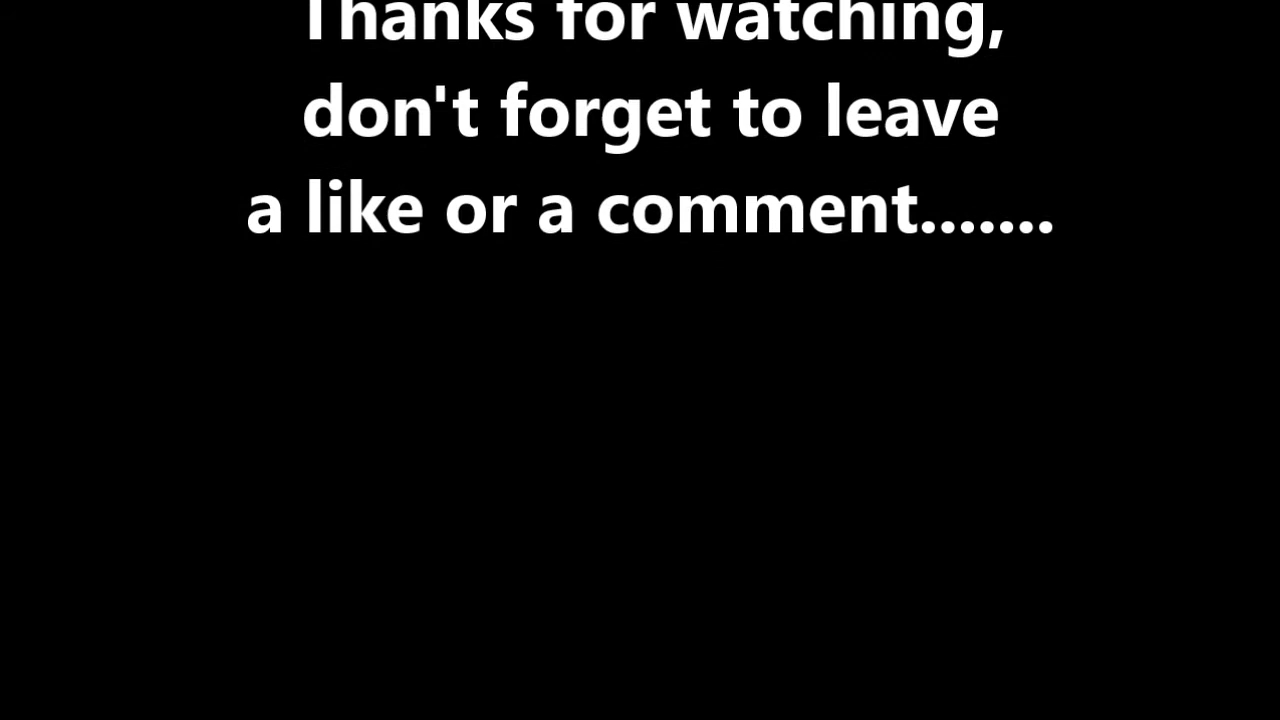 Thanks for watching,
don't forget to leave
a like or a comment.......